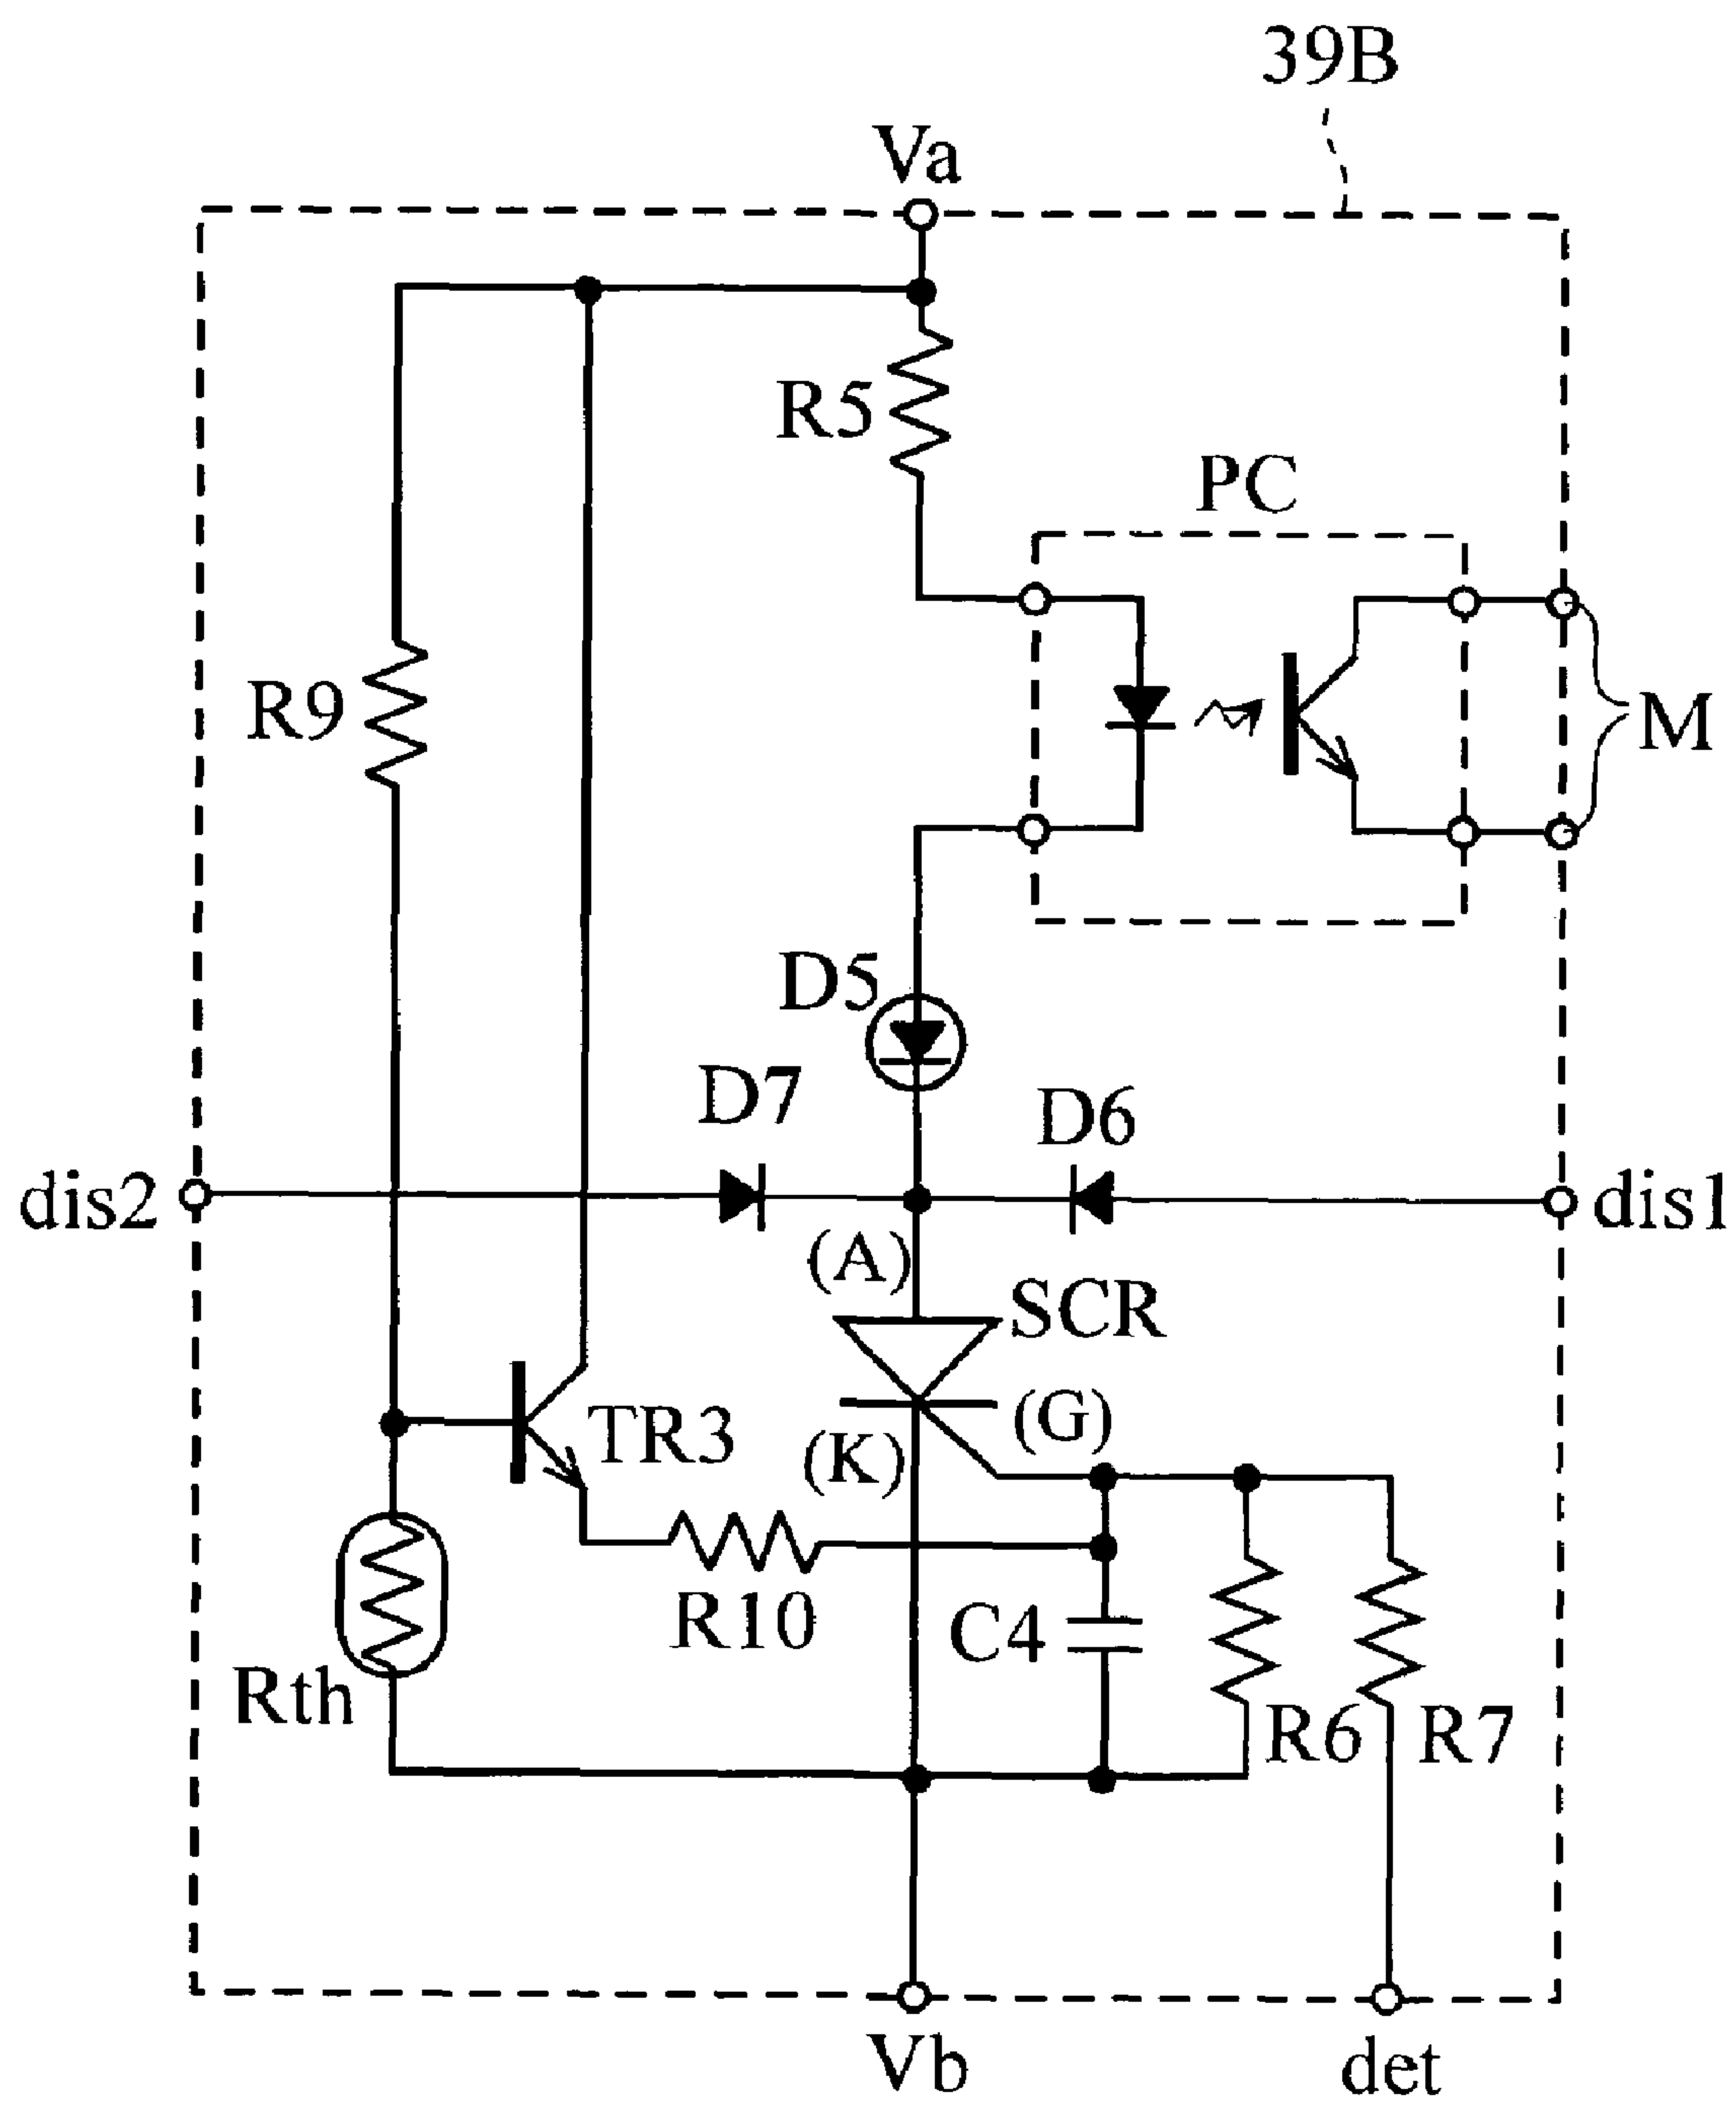 39B
Va
R5
PC
R9
M
D5
D7
D6
dis2
dis1
(A)
SCR
(G)
TR3
(K)
R10
C4
Rth
R6
R7
Vb
det